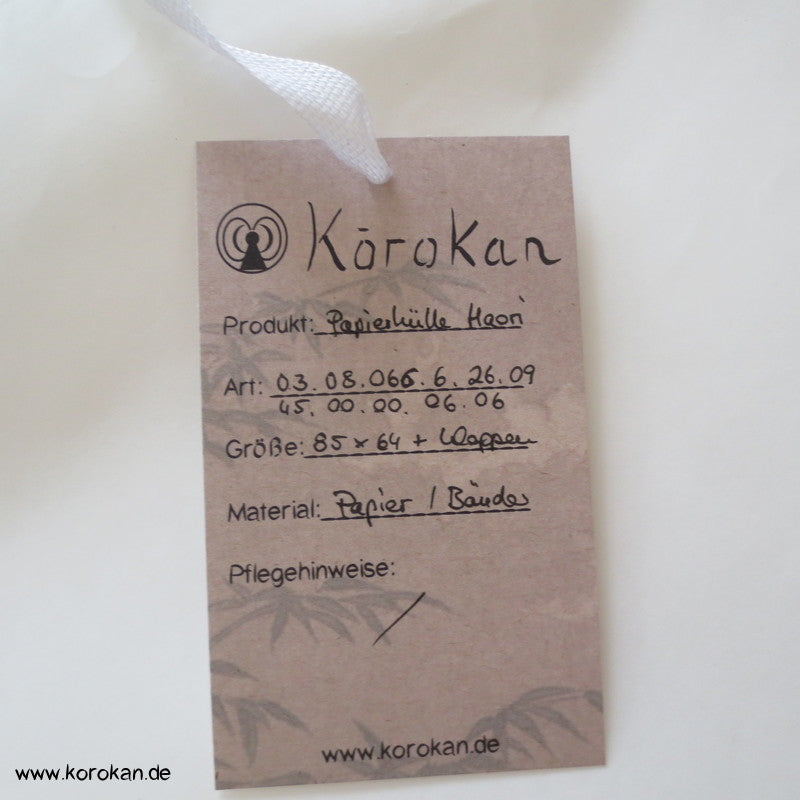 Kōrokan
Produkt: Papierhülle Haori
Art: 03.08.066.6.26.09
45.00.00.06.06
Größe: 85 x 64 + Wappen
Material: Papier / Bänder
Pflegehinweise:
/
www.korokan.de
www.korokan.de